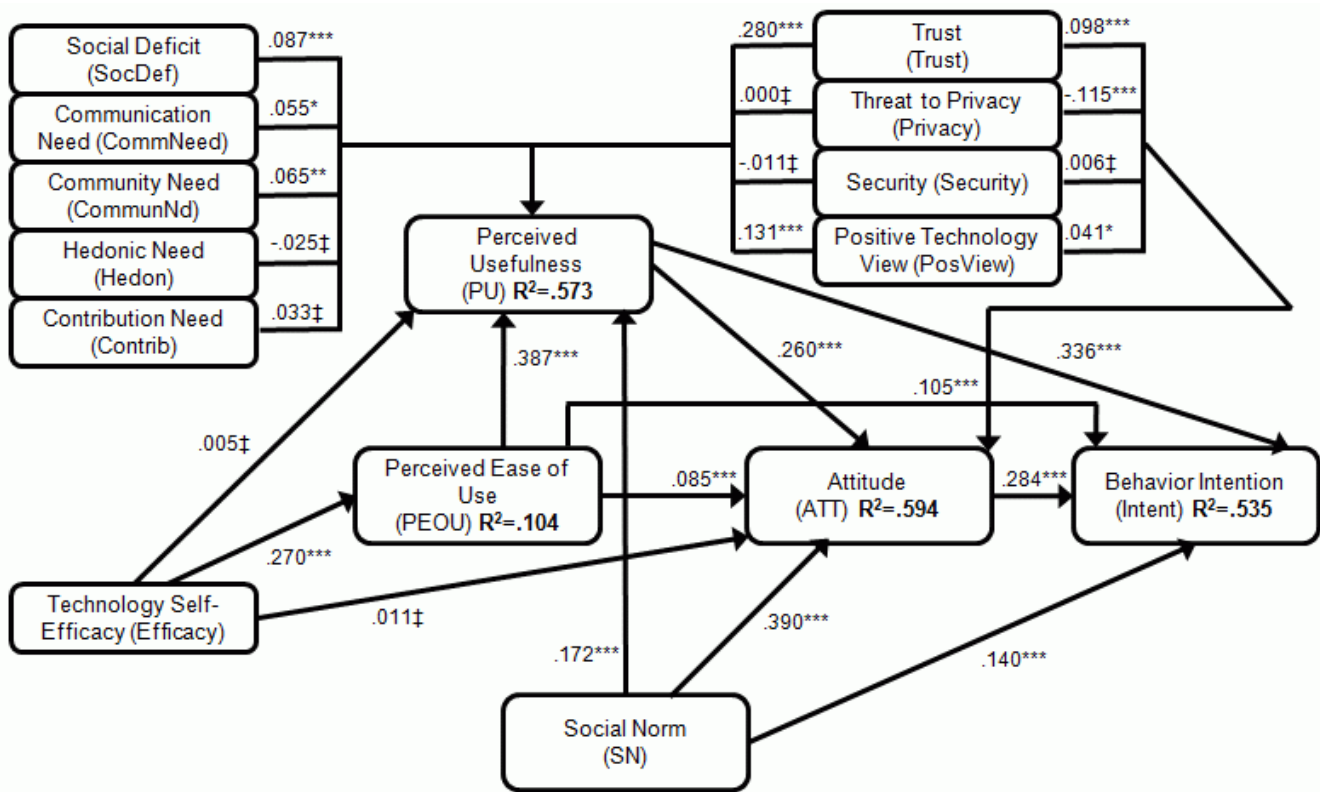 Social Deficit
(SocDef)
.087***
Communication
Need (CommNeed)
.055*
Community Need
(CommunNd)
.065**
Hedonic Need
(Hedon)
-.025‡
Contribution Need
(Contrib)
.033‡
.280***
Trust
(Trust)
.098***
.000‡
Threat to Privacy
(Privacy)
-.115***
-.011‡
Security (Security)
.006‡
.131***
Positive Technology
View (PosView)
.041*
Perceived
Usefulness
(PU) R²=.573
.387***
.260***
.336***
.105***
.005‡
Perceived Ease of
Use
(PEOU) R²=.104
.085***
Attitude
(ATT) R²=.594
.284***
Behavior Intention
(Intent) R²=.535
.270***
Technology Self-
Efficacy (Efficacy)
.011‡
.172***
.390***
.140***
Social Norm
(SN)